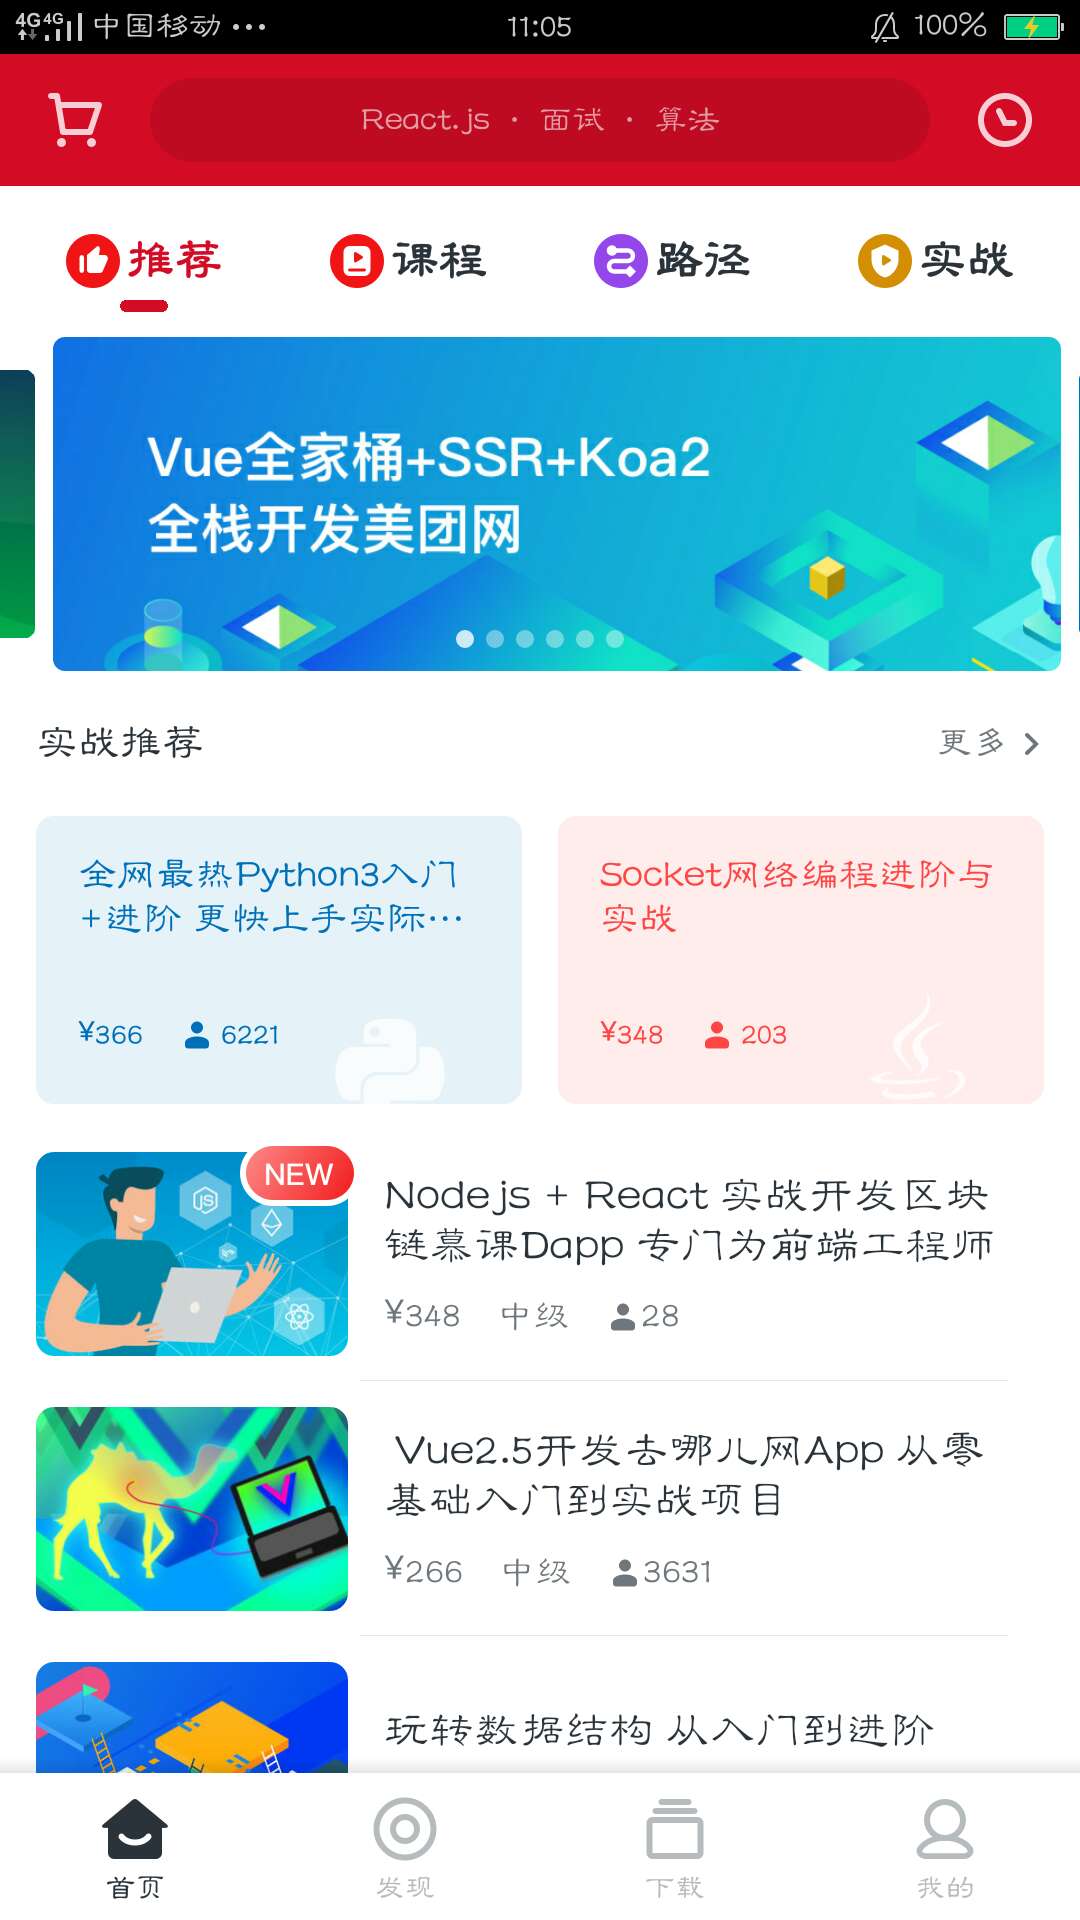 4G 4G 中国移动 ··· 11:05 100%
React.js · 面试 · 算法
推荐 课程 路径 实战
Vue全家桶+SSR+Koa2
全栈开发美团网
实战推荐 更多
全网最热Python3入门
+进阶 更快上手实际···
¥366 6221
Socket网络编程进阶与
实战
¥348 203
NEW
JS
Node.js + React 实战开发区块
链慕课Dapp 专门为前端工程师
¥348 中级 28
Vue2.5开发去哪儿网App 从零
基础入门到实战项目
¥266 中级 3631
玩转数据结构 从入门到进阶
首页 发现 下载 我的